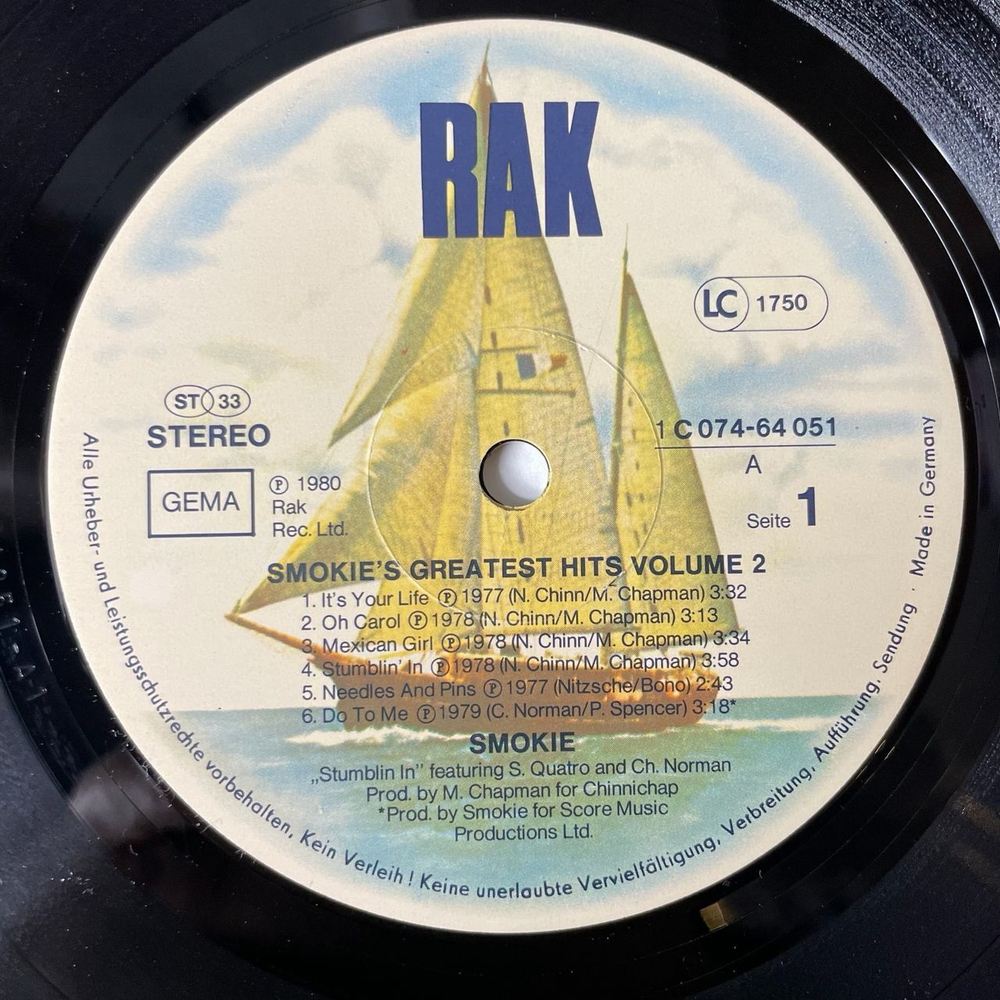 RAK
LC 1750
ST 33
STEREO
GEMA
℗ 1980
Rak
Rec. Ltd.
1 C 074-64 051
A
Seite 1
SMOKIE'S GREATEST HITS VOLUME 2
1. It's Your Life ℗ 1977 (N. Chinn/M. Chapman) 3:32
2. Oh Carol ℗ 1978 (N. Chinn/M. Chapman) 3:13
3. Mexican Girl ℗ 1978 (N. Chinn/M. Chapman) 3:34
4. Stumblin' In ℗ 1978 (N. Chinn/M. Chapman) 3:58
5. Needles And Pins ℗ 1977 (Nitzsche/Bono) 2:43
6. Do To Me ℗ 1979 (C. Norman/P. Spencer) 3:18*
SMOKIE
„Stumblin In” featuring S. Quatro and Ch. Norman
Prod. by M. Chapman for Chinnichap
*Prod. by Smokie for Score Music
Productions Ltd.
Alle Urheber- und Leistungsschutzrechte vorbehalten, Kein Verleih! Keine unerlaubte Vervielfältigung, Verbreitung, Aufführung, Sendung · Made in Germany